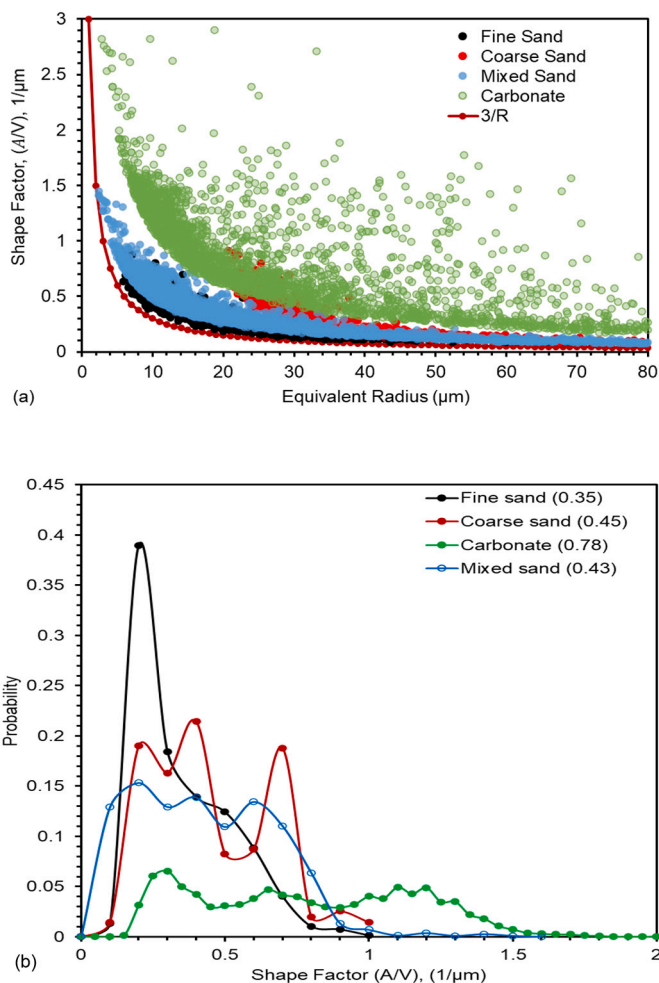 3
2.5
2
1.5
1
0.5
0
Shape Factor, (A/V), 1/µm
Fine Sand
Coarse Sand
Mixed Sand
Carbonate
3/R
0 10 20 30 40 50 60 70 80
Equivalent Radius (µm)
(a)
0.45
0.4
0.35
0.3
0.25
0.2
0.15
0.1
0.05
0
Probability
Fine sand (0.35)
Coarse sand (0.45)
Carbonate (0.78)
Mixed sand (0.43)
0 0.5 1 1.5 2
Shape Factor (A/V), (1/µm)
(b)